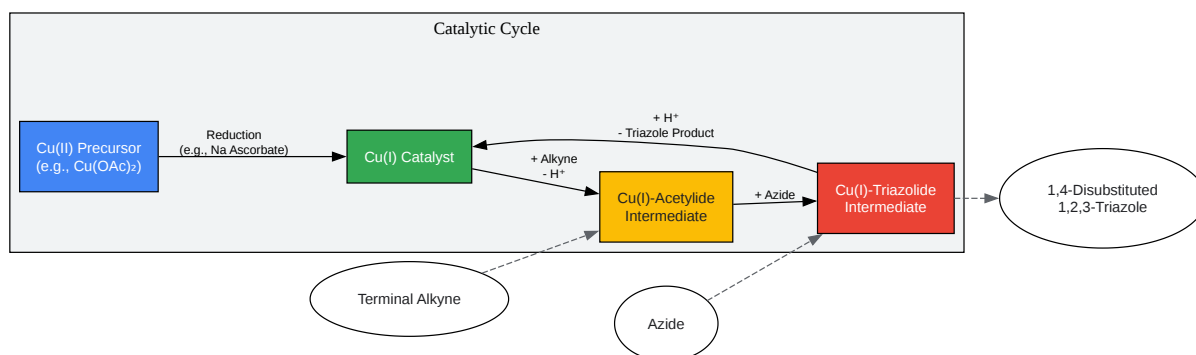 Catalytic Cycle
Cu(II) Precursor
(e.g., Cu(OAc)₂)
Reduction
(e.g., Na Ascorbate)
Cu(I) Catalyst
+ H⁺
- Triazole Product
+ Alkyne
- H⁺
Cu(I)-Acetylide
Intermediate
+ Azide
Cu(I)-Triazolide
Intermediate
1,4-Disubstituted
1,2,3-Triazole
Terminal Alkyne
Azide